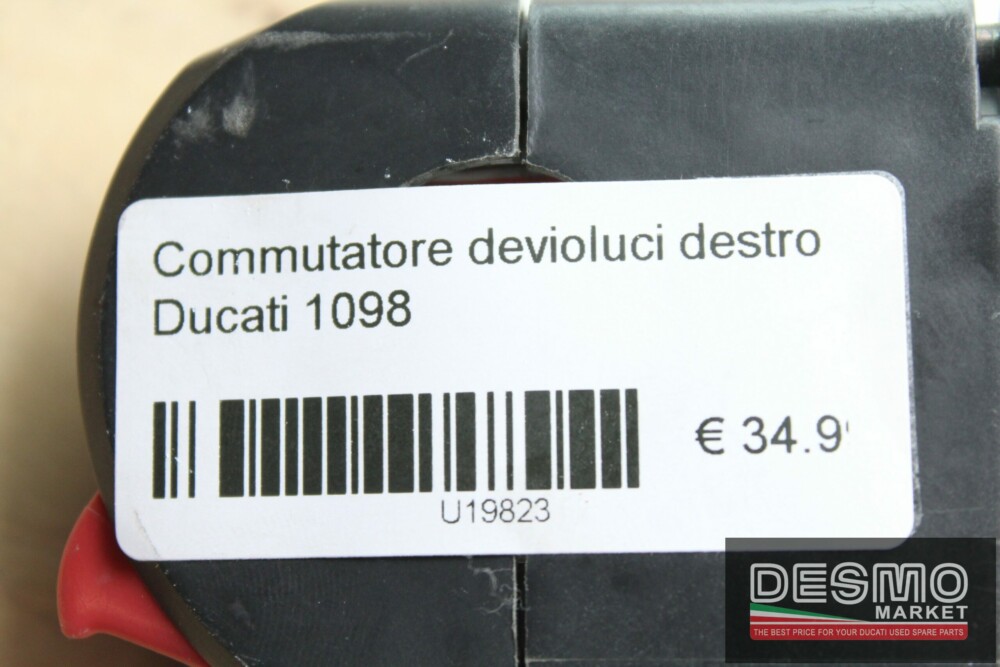 Commutatore devioluci destro
Ducati 1098
€ 34.9
U19823
DESMO
MARKET
THE BEST PRICE FOR YOUR DUCATI USED SPARE PARTS